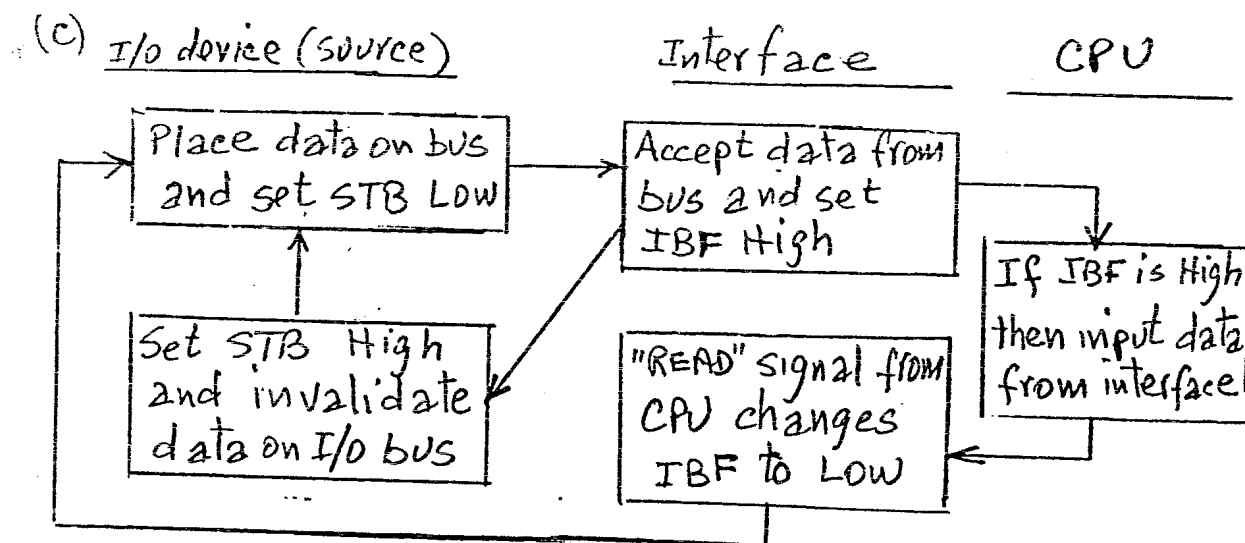 (c) I/O device (source) Interface CPU
Place data on bus
and set STB Low
Accept data from
bus and set
IBF High
If IBF is High
then input data
from interface
Set STB High
and invalidate
data on I/O bus
"READ" signal from
CPU changes
IBF to Low